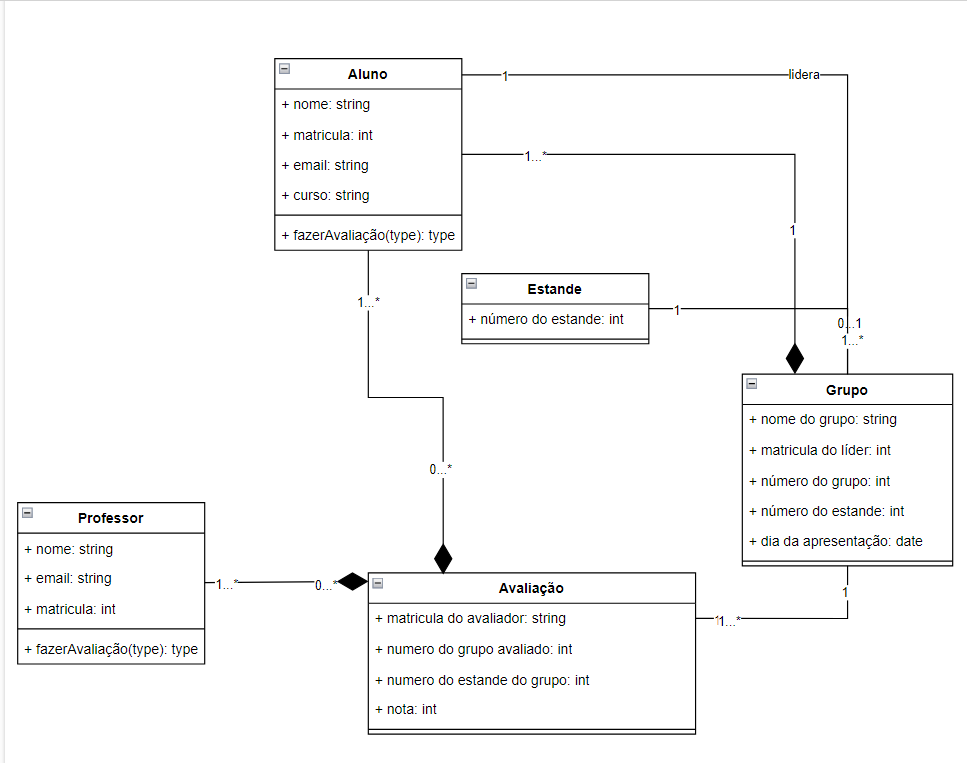 Aluno
+ nome: string
+ matricula: int
+ email: string
+ curso: string
+ fazerAvaliação(type): type
1
lidera
1...*
1
1...*
Estande
+ número do estande: int
1
0...1
1...*
Grupo
+ nome do grupo: string
+ matricula do líder: int
+ número do grupo: int
+ número do estande: int
+ dia da apresentação: date
0...*
Professor
+ nome: string
+ email: string
+ matricula: int
+ fazerAvaliação(type): type
1...*
0...*
Avaliação
+ matricula do avaliador: string
+ numero do grupo avaliado: int
+ numero do estande do grupo: int
+ nota: int
1
1...*